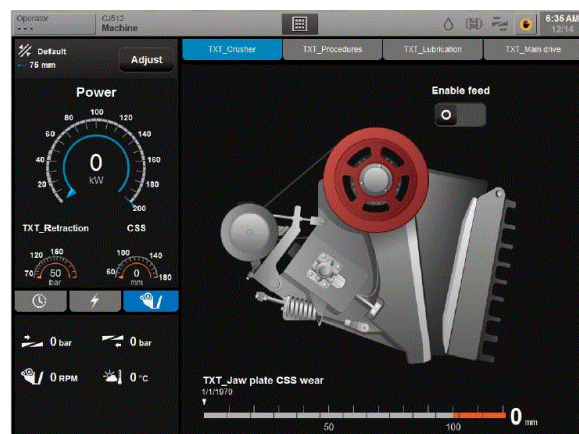 Operator
---
CJ512
Machine
6:35 AM
12/14
Default
75 mm
Adjust
TXT_Crusher
TXT_Procedures
TXT_Lubrication
TXT_Main drive
Power
20
40
60
80
100
120
140
160
180
200
0
kW
Enable feed
TXT_Retraction
CSS
70
120
160
50
bar
60
100
140
180
0
mm
0 bar
0 bar
0 RPM
0 °C
TXT_Jaw plate CSS wear
1/1/1970
50
100
0 mm